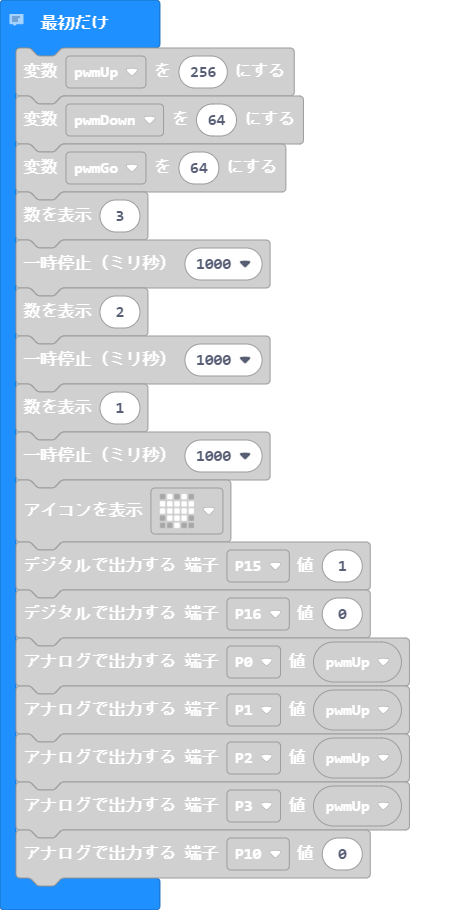 最初だけ
変数 pwmUp を 256 にする
変数 pwmDown を 64 にする
変数 pwmGo を 64 にする
数を表示 3
一時停止（ミリ秒） 1000
数を表示 2
一時停止（ミリ秒） 1000
数を表示 1
一時停止（ミリ秒） 1000
アイコンを表示
デジタルで出力する 端子 P15 値 1
デジタルで出力する 端子 P16 値 0
アナログで出力する 端子 P0 値 pwmUp
アナログで出力する 端子 P1 値 pwmUp
アナログで出力する 端子 P2 値 pwmUp
アナログで出力する 端子 P3 値 pwmUp
アナログで出力する 端子 P10 値 0